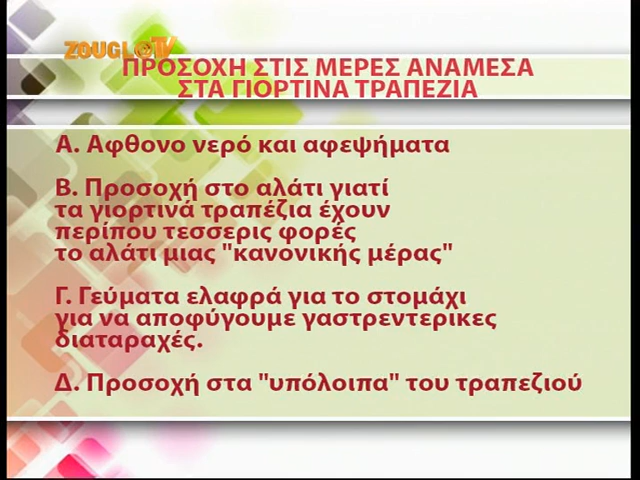 ZOUGL@TV
ΠΡΟΣΟΧΗ ΣΤΙΣ ΜΕΡΕΣ ΑΝΑΜΕΣΑ
ΣΤΑ ΓΙΟΡΤΙΝΑ ΤΡΑΠΕΖΙΑ
Α. Αφθονο νερό και αφεψήματα
Β. Προσοχή στο αλάτι γιατί
τα γιορτινά τραπέζια έχουν
περίπου τεσσερις φορές
το αλάτι μιας "κανονικής μέρας"
Γ. Γεύματα ελαφρά για το στομάχι
για να αποφύγουμε γαστρεντερικες
διαταραχές.
Δ. Προσοχή στα "υπόλοιπα" του τραπεζιού